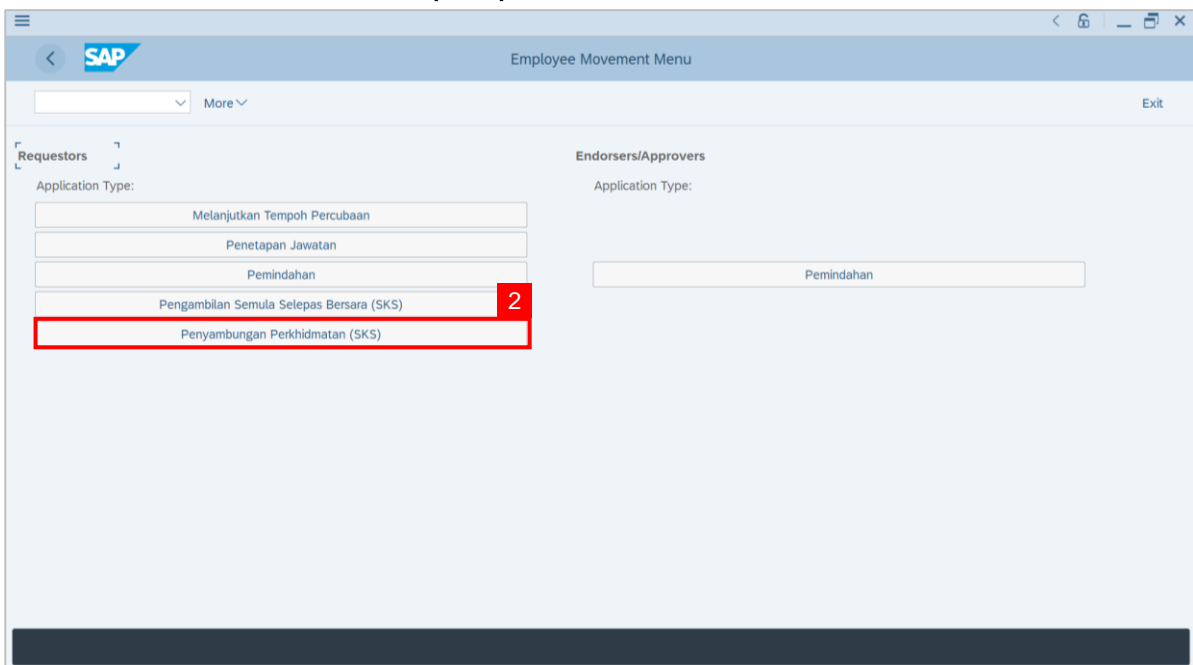 SAP
Employee Movement Menu
More
Exit
Requestors
Endorsers/Approvers
Application Type:
Application Type:
Melanjutkan Tempoh Percubaan
Penetapan Jawatan
Pemindahan
Pemindahan
Pengambilan Semula Selepas Bersara (SKS)
2
Penyambungan Perkhidmatan (SKS)